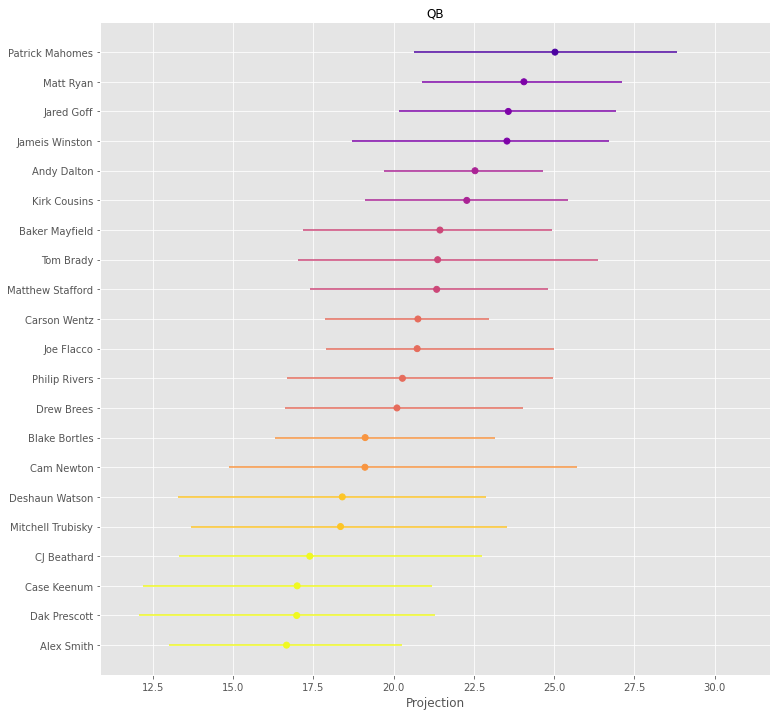 QB
Patrick Mahomes
Matt Ryan
Jared Goff
Jameis Winston
Andy Dalton
Kirk Cousins
Baker Mayfield
Tom Brady
Matthew Stafford
Carson Wentz
Joe Flacco
Philip Rivers
Drew Brees
Blake Bortles
Cam Newton
Deshaun Watson
Mitchell Trubisky
CJ Beathard
Case Keenum
Dak Prescott
Alex Smith
12.5 15.0 17.5 20.0 22.5 25.0 27.5 30.0
Projection